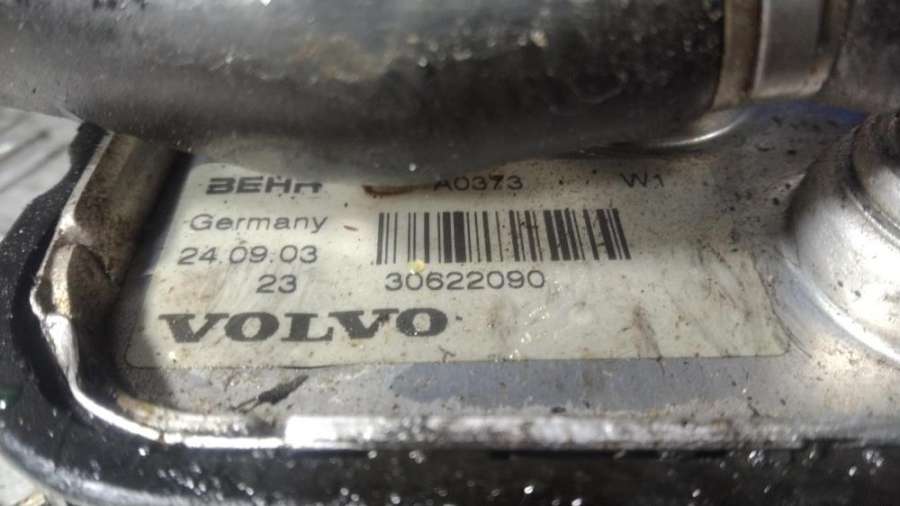 BEHR A0373 W1
Germany
24.09.03
23 30622090
VOLVO